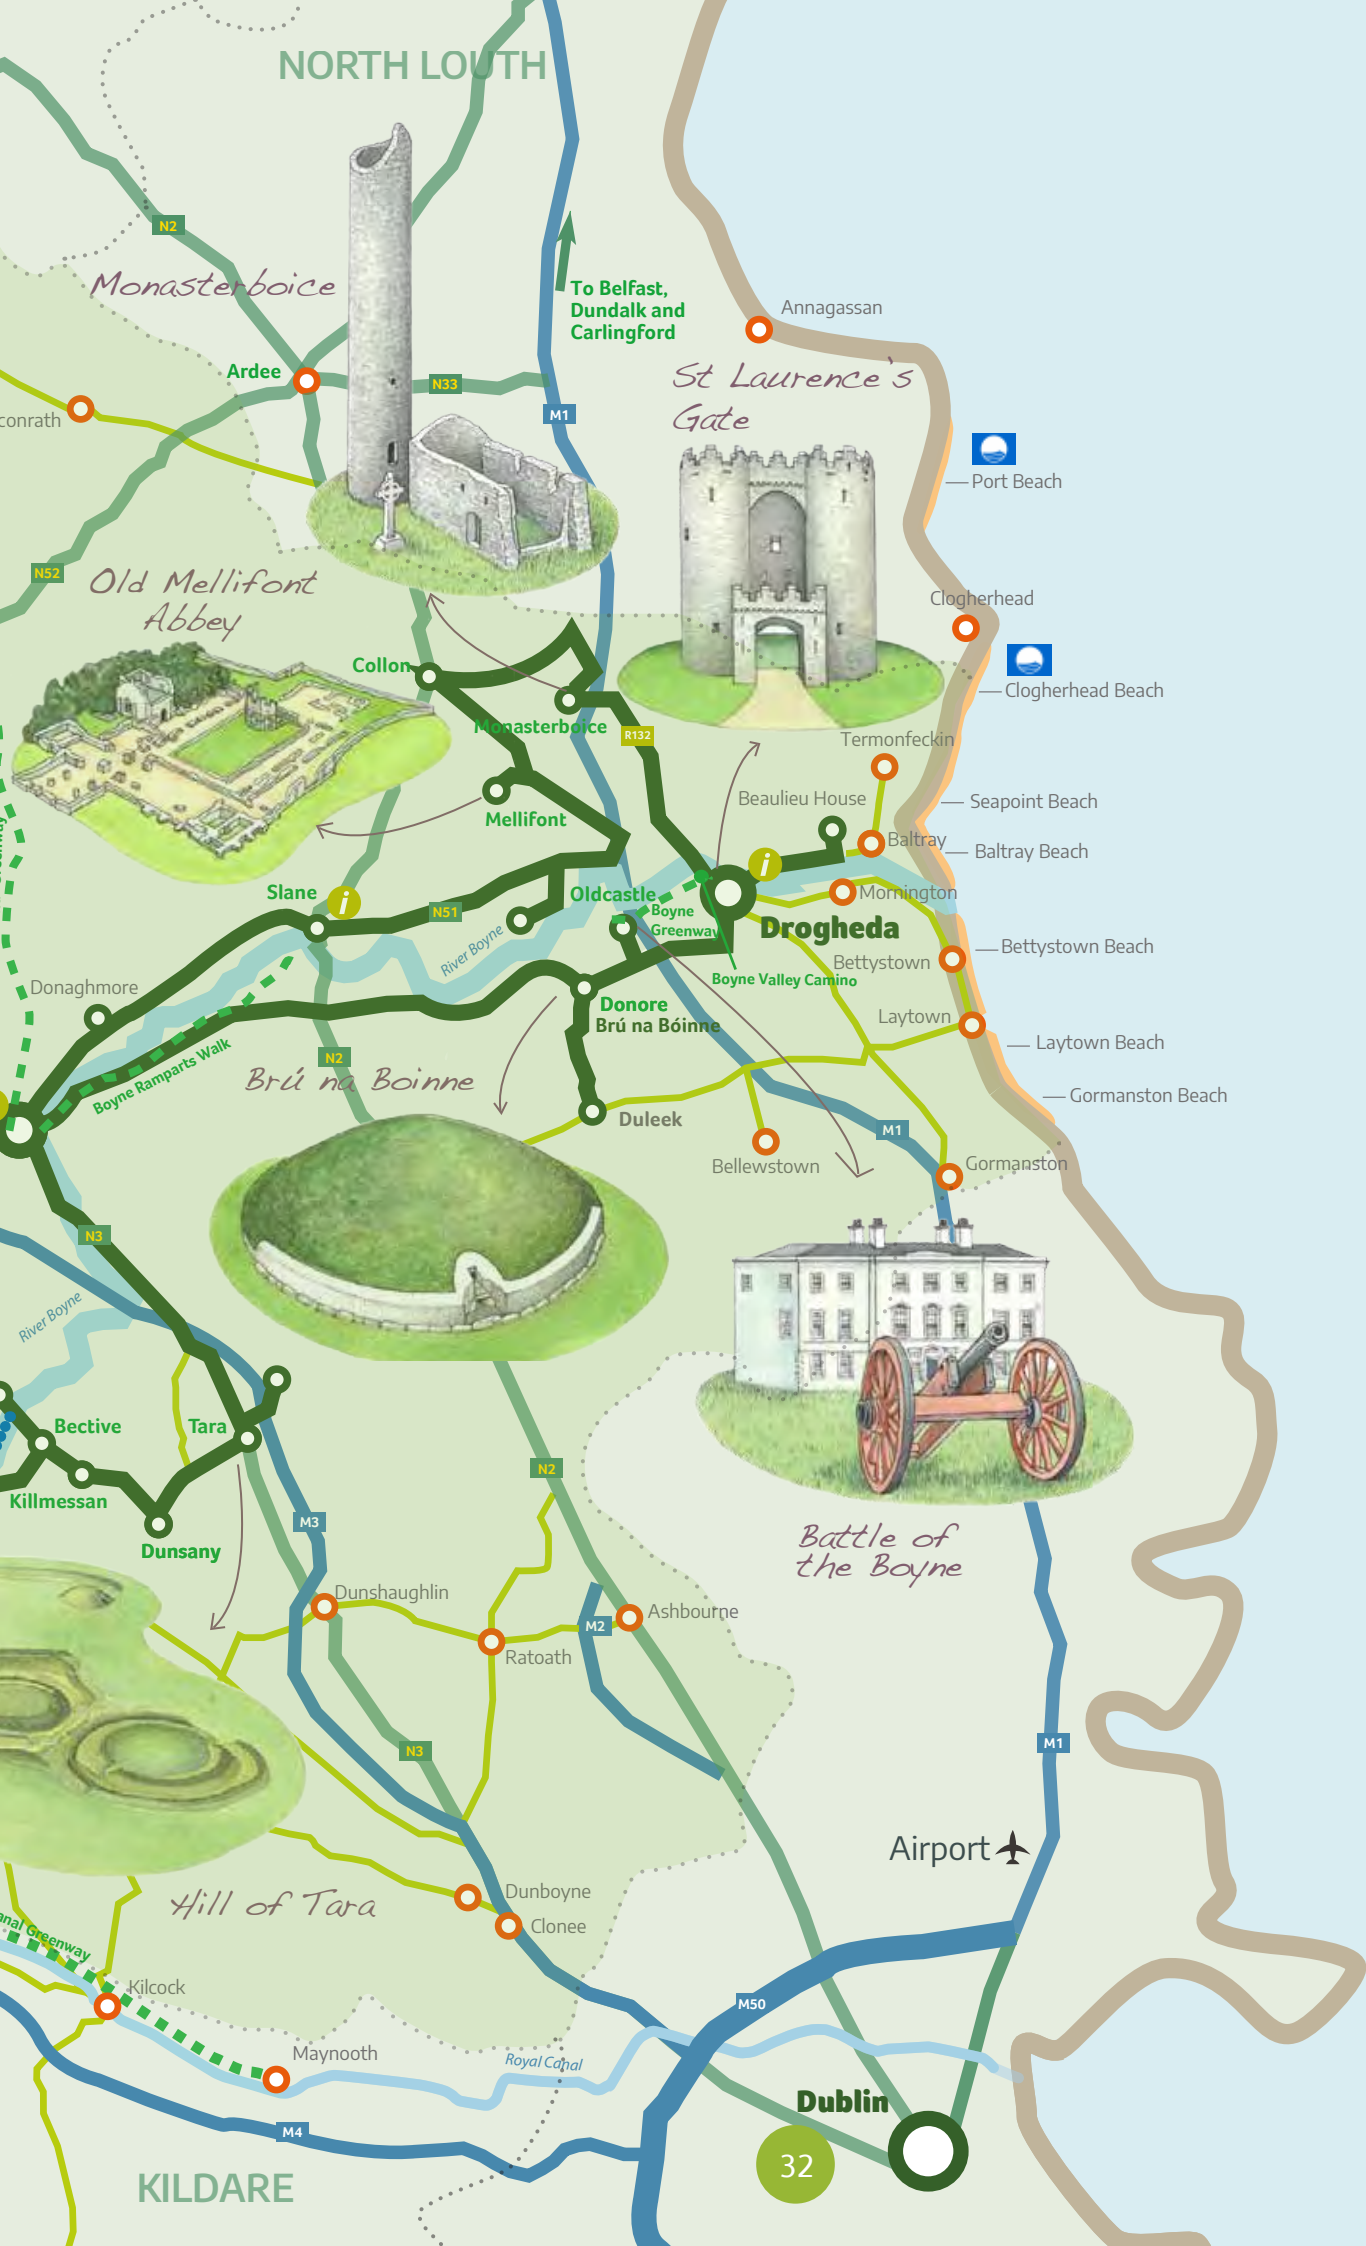 NORTH LOUTH
N2
Monasterboice
To Belfast,
Dundalk and
Carlingford
Annagassan
Ardee
N33
St Laurence's
Gate
conrath
M1
Port Beach
N52
Old Mellifont
Abbey
Clogherhead
Collon
Clogherhead Beach
Monasterboice
R132
Termonfeckin
Beaulieu House
Seapoint Beach
Mellifont
Baltray
Baltray Beach
i
Slane
i
Oldcastle
Mornington
N51
Boyne
Greenway
Drogheda
River Boyne
Bettystown Beach
Bettystown
Boyne Valley Camino
Donaghmore
Donore
Brú na Bóinne
Laytown
Laytown Beach
N2
Boyne Ramparts Walk
Brú na Boinne
Gormanston Beach
Duleek
M1
Bellewstown
Gormanston
N3
River Boyne
Bective
Tara
N2
Killmessan
M3
Dunsany
Battle of
the Boyne
Dunshaughlin
Ashbourne
M2
Ratoath
N3
M1
Airport
Hill of Tara
Dunboyne
Clonee
anal Greenway
Kilcock
M50
Maynooth
Royal Canal
Dublin
M4
32
KILDARE